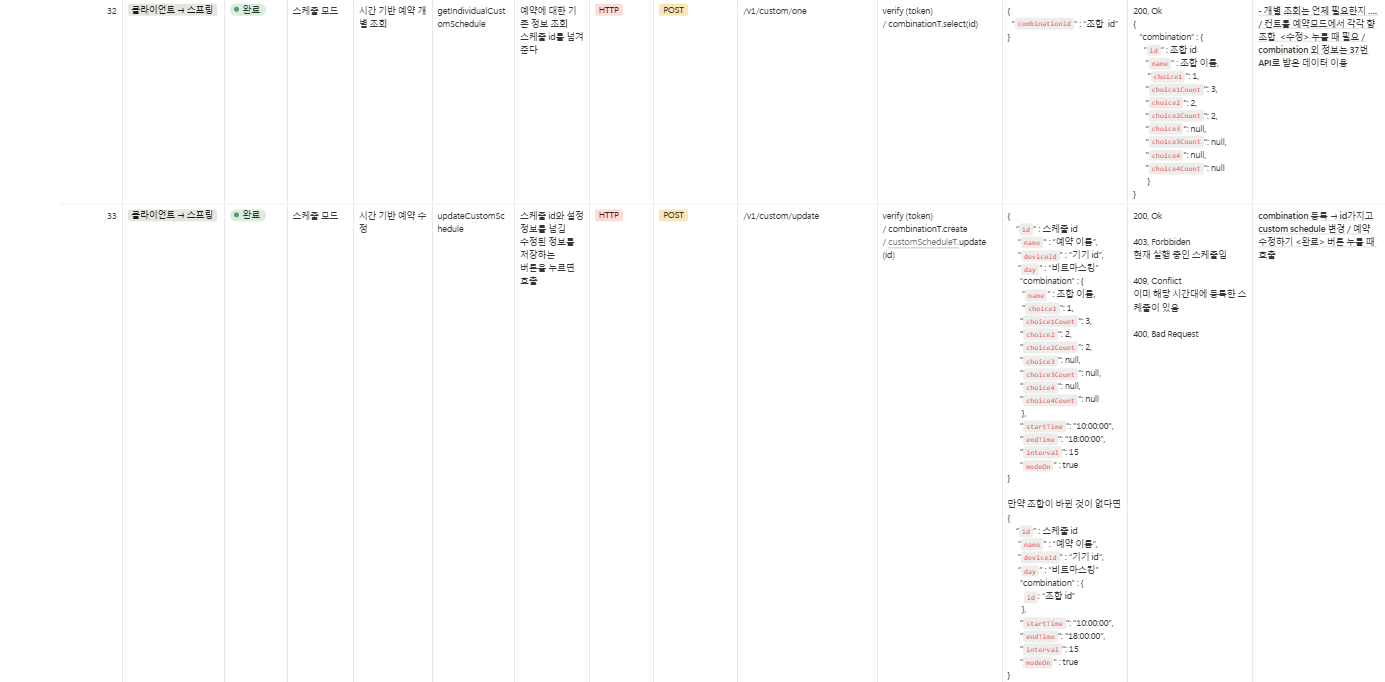 32
클라이언트 → 스프링
완료
스케줄 모드
시간 기반 예약 개
별 조회
getIndividualCust
omSchedule
예약에 대한 기
존 정보 조회
스케줄 id를 넘겨
준다
HTTP
POST
/v1/custom/one
verify (token)
/ combinationT.select(id)
{
"combinationId" : "조합 id"
}
200, Ok
{
"combination" : {
"id" : 조합 id
"name" : 조합 이름,
"choice1": 1,
"choice1Count": 3,
"choice2": 2,
"choice2Count": 2,
"choice3": null,
"choice3Count": null,
"choice4": null,
"choice4Count": null
}
}
- 개별 조회는 언제 필요한지 ....
/ 컨트롤 예약모드에서 각각 향
조합 <수정> 누를 때 필요 /
combination 외 정보는 37번
API로 받은 데이터 이용
33
클라이언트 → 스프링
완료
스케줄 모드
시간 기반 예약 수
정
updateCustomSc
hedule
스케줄 id와 설정
정보를 넘김
수정된 정보를
저장하는
버튼을 누르면
호출
HTTP
POST
/v1/custom/update
verify (token)
/ combinationT.create
/ customScheduleT.update
(id)
{
"id" : 스케줄 id
"name" : "예약 이름",
"deviceId" : "기기 id",
"day" : "비트마스킹"
"combination" : {
"name" : 조합 이름,
"choice1": 1,
"choice1Count": 3,
"choice2": 2,
"choice2Count": 2,
"choice3": null,
"choice3Count": null,
"choice4": null,
"choice4Count": null
},
"startTime": "10:00:00",
"endTime": "18:00:00",
"interval": 15
"modeOn" : true
}
만약 조합이 바뀐 것이 없다면
{
"id" : 스케줄 id
"name" : "예약 이름",
"deviceId" : "기기 id",
"day" : "비트마스킹"
"combination" : {
id: "조합 id"
},
"startTime": "10:00:00",
"endTime": "18:00:00",
"interval": 15
"modeOn" : true
}
200, Ok
403, Forbbiden
현재 실행 중인 스케줄임
409, Conflict
이미 해당 시간대에 등록한 스
케줄이 있음
400, Bad Request
combination 등록 → id가지고
custom schedule 변경 / 예약
수정하기 <완료> 버튼 누를 때
호출